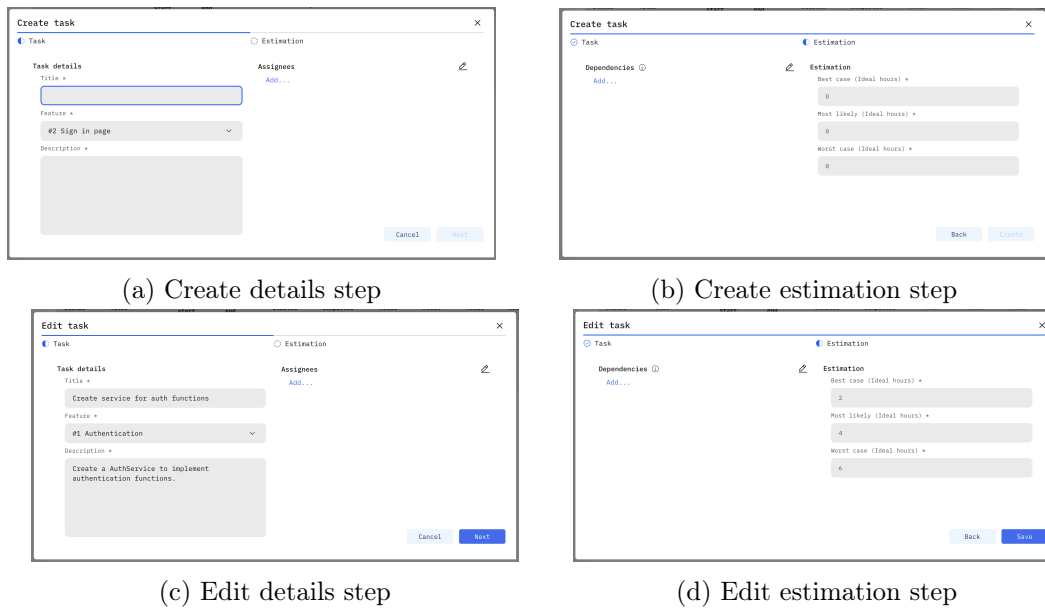 Create task
Task
Estimation
Task details
Title *
Feature *
#2 Sign in page
Description *
Assignees
Add...
Cancel
Next
(a) Create details step
Create task
Task
Estimation
Dependencies
Add...
Estimation
Best case (Ideal hours) *
0
Most likely (Ideal hours) *
0
Worst case (Ideal hours) *
0
Back
Create
(b) Create estimation step
Edit task
Task
Estimation
Task details
Title *
Create service for auth functions
Feature *
#1 Authentication
Description *
Create a AuthService to implement
authentication functions.
Assignees
Add...
Cancel
Next
(c) Edit details step
Edit task
Task
Estimation
Dependencies
Add...
Estimation
Best case (Ideal hours) *
2
Most likely (Ideal hours) *
4
Worst case (Ideal hours) *
6
Back
Save
(d) Edit estimation step